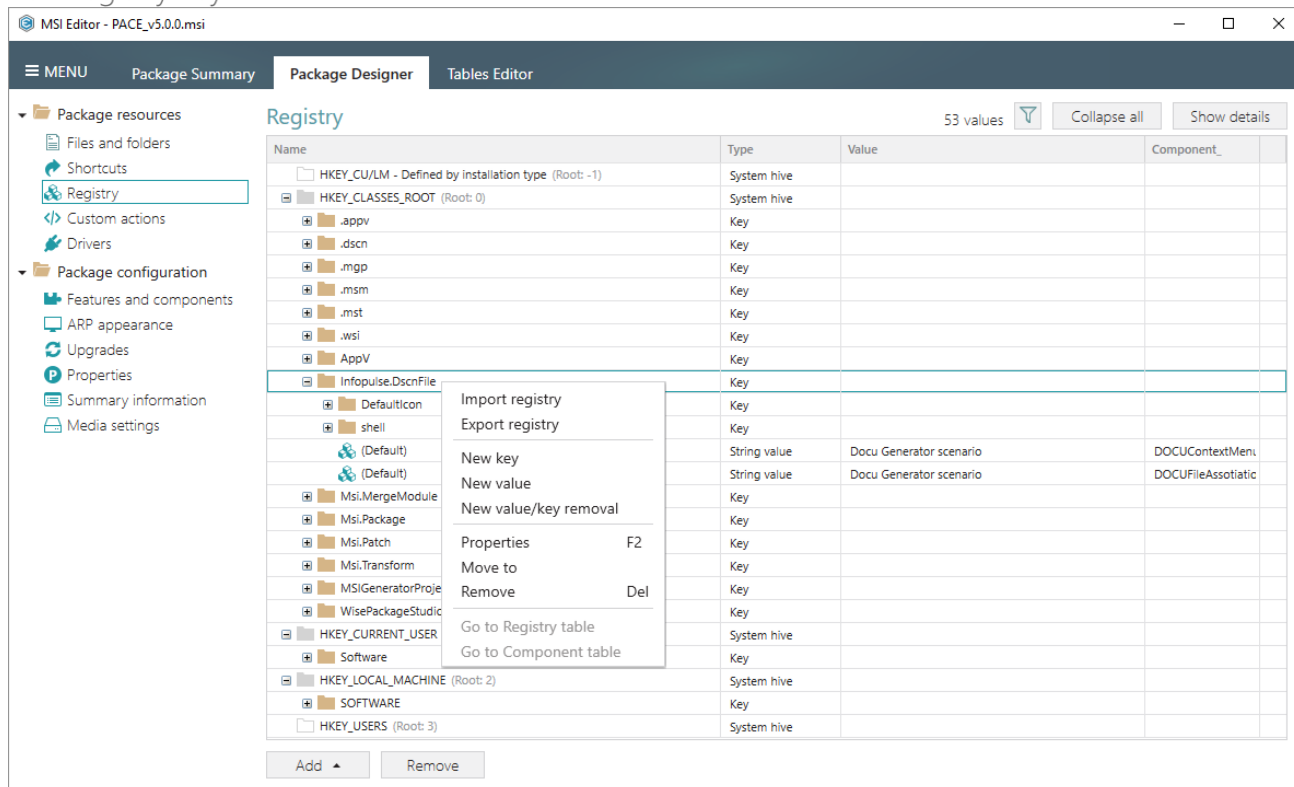 MSI Editor - PACE_v5.0.0.msi
MENU Package Summary Package Designer Tables Editor
Package resources
Files and folders
Shortcuts
Registry
Custom actions
Drivers
Package configuration
Features and components
ARP appearance
Upgrades
Properties
Summary information
Media settings
Registry 53 values Collapse all Show details
Name Type Value Component_
HKEY_CU/LM - Defined by installation type (Root: -1) System hive
HKEY_CLASSES_ROOT (Root: 0) System hive
.appv Key
.dscn Key
.mgp Key
.msm Key
.mst Key
.wsi Key
AppV Key
Infopulse.DscnFile Key
DefaultIcon Key
shell Key
(Default) String value Docu Generator scenario DOCUContextMenu
(Default) String value Docu Generator scenario DOCUFileAssotiatic
Msi.MergeModule Key
Msi.Package Key
Msi.Patch Key
Msi.Transform Key
MSIGeneratorProje Key
WisePackageStudic Key
HKEY_CURRENT_USER System hive
Software Key
HKEY_LOCAL_MACHINE (Root: 2) System hive
SOFTWARE Key
HKEY_USERS (Root: 3) System hive
Import registry
Export registry
New key
New value
New value/key removal
Properties F2
Move to
Remove Del
Go to Registry table
Go to Component table
Add Remove